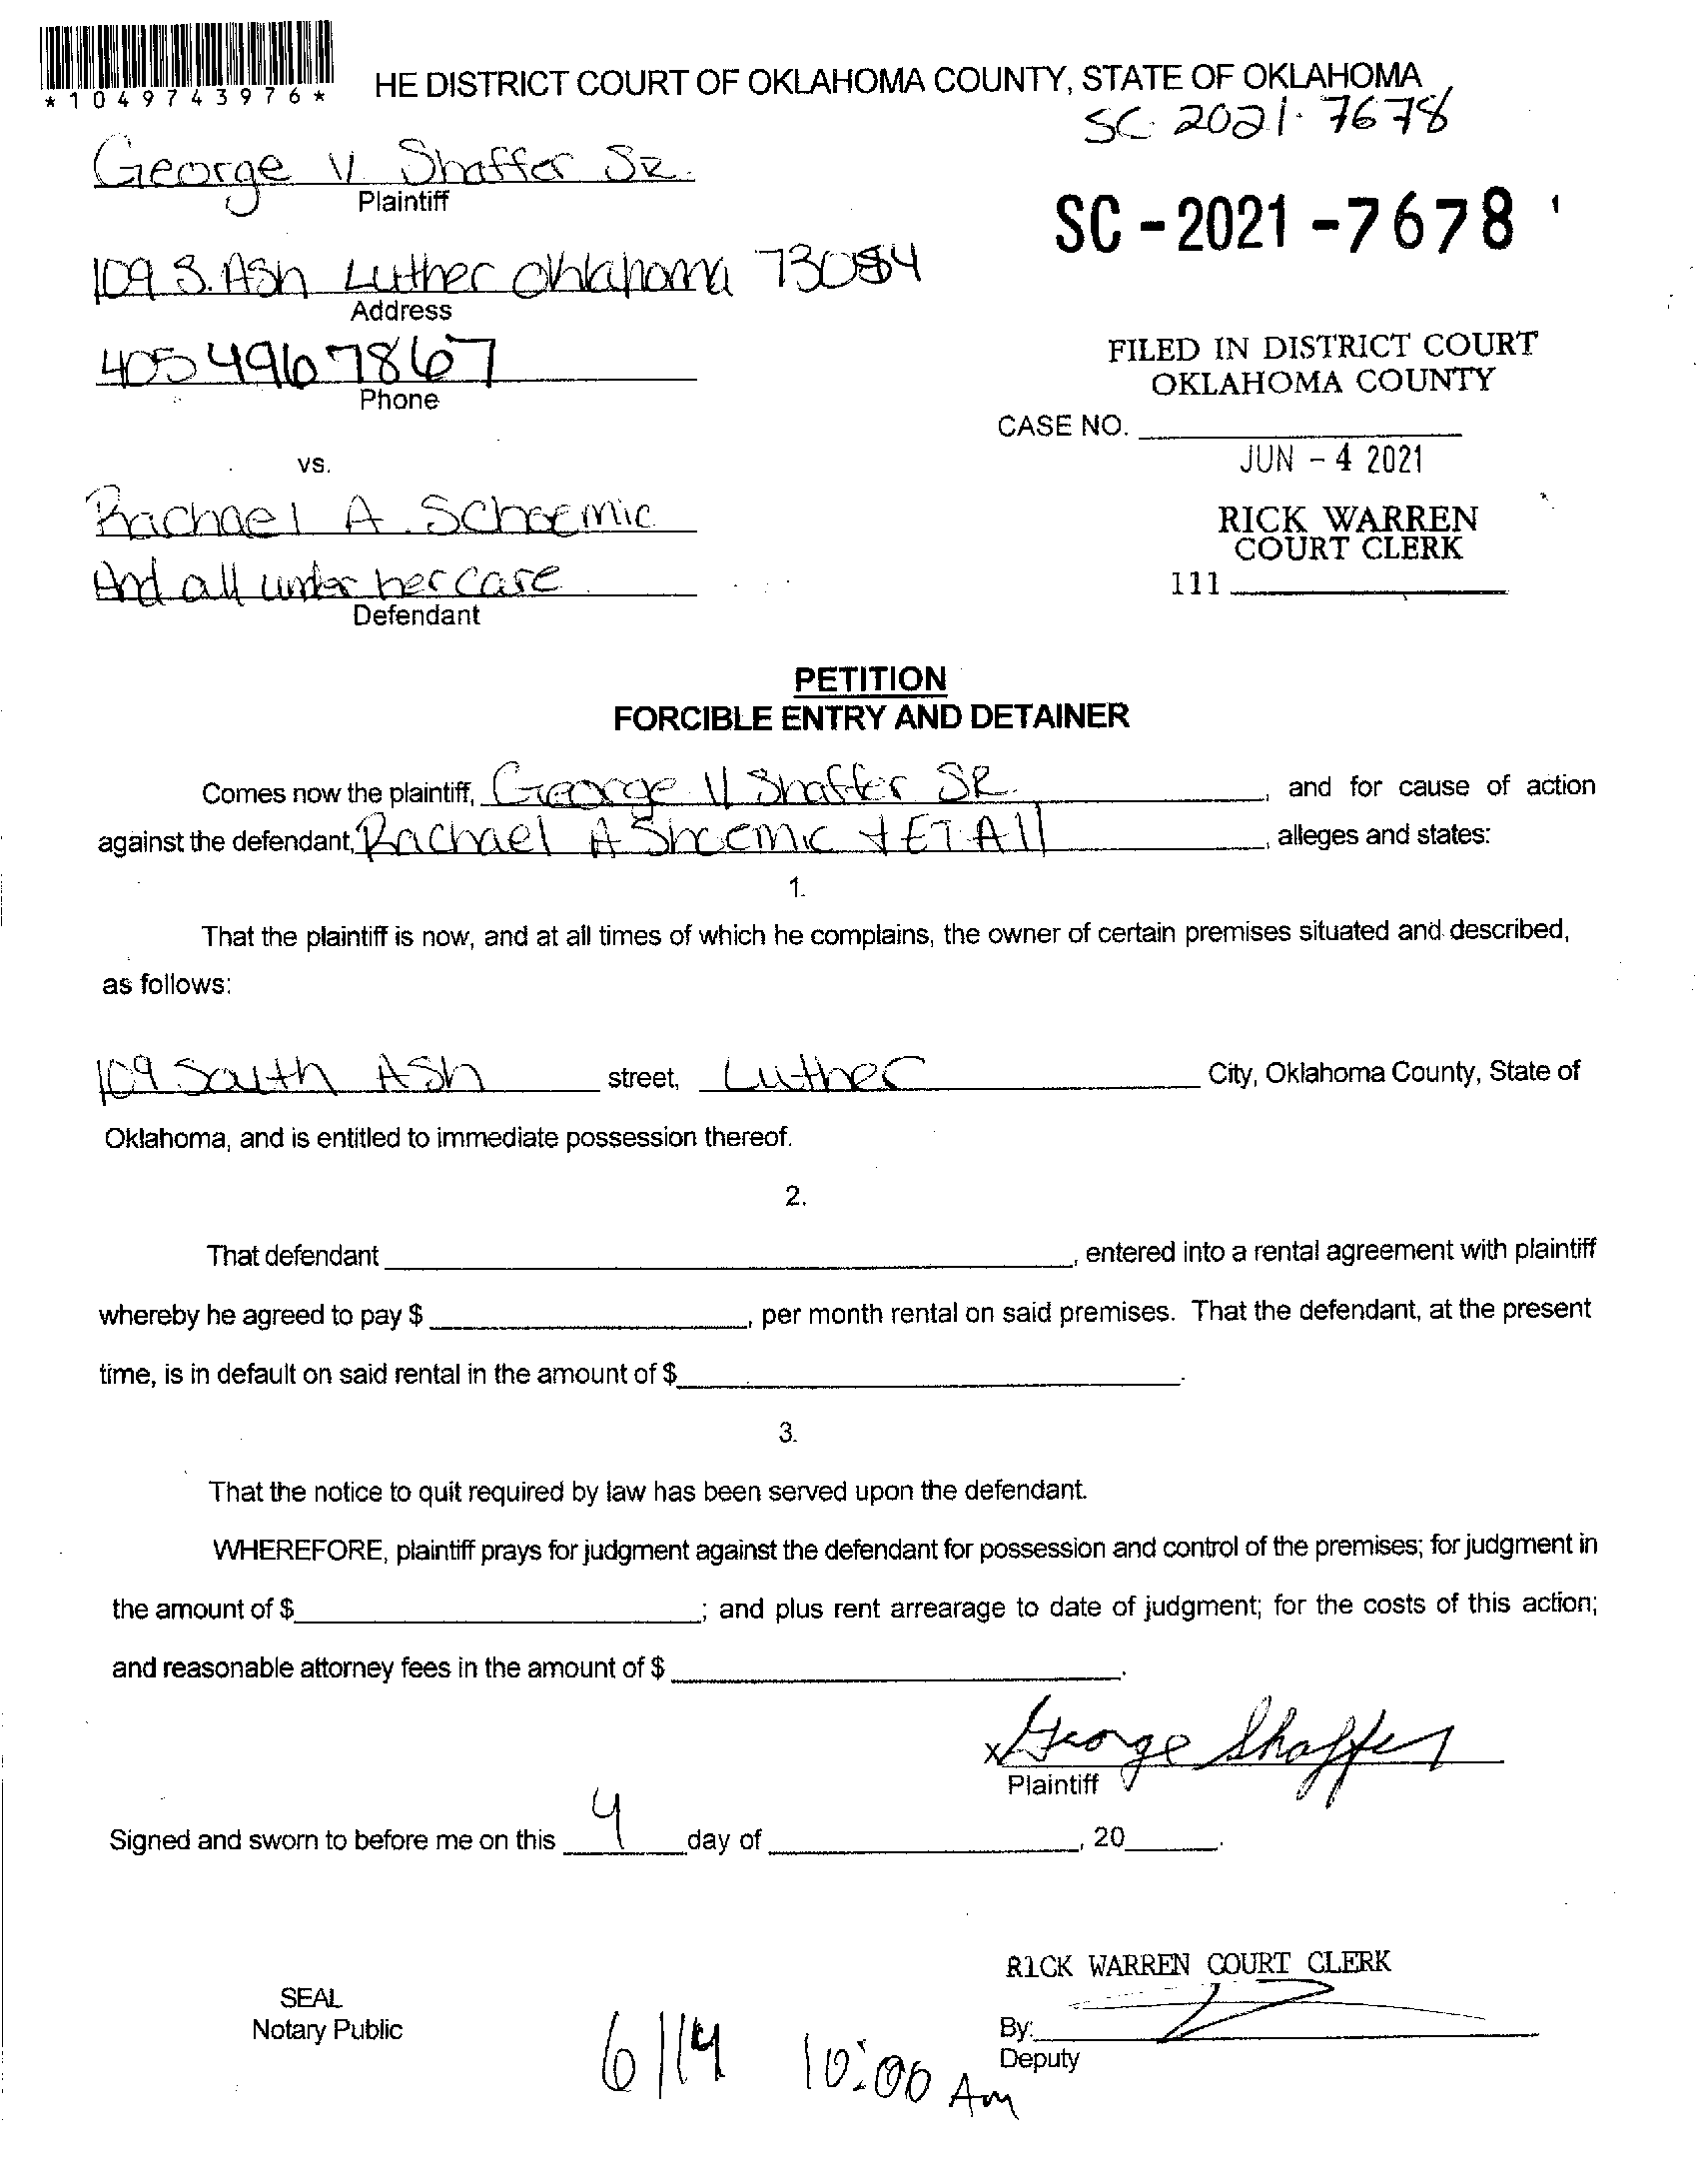 *1049743976*
HE DISTRICT COURT OF OKLAHOMA COUNTY, STATE OF OKLAHOMA
SC-2021-7678
George V. Shaffer SR.
Plaintiff
SC-2021-7678
109 S. Ash Luther Oklahoma 73054
Address
4054967867
Phone
FILED IN DISTRICT COURT
OKLAHOMA COUNTY
CASE NO.
JUN - 4 2021
vs.
Rachael A. Schoemic
RICK WARREN
COURT CLERK
111
And all under her care
Defendant
PETITION
FORCIBLE ENTRY AND DETAINER
Comes now the plaintiff, George V Shaffer SR. , and for cause of action
against the defendant, Rachael A Shoemic + ET All , alleges and states:
1.
That the plaintiff is now, and at all times of which he complains, the owner of certain premises situated and described,
as follows:
109 South Ash street, Luther City, Oklahoma County, State of
Oklahoma, and is entitled to immediate possession thereof.
2.
That defendant , entered into a rental agreement with plaintiff
whereby he agreed to pay $ , per month rental on said premises. That the defendant, at the present
time, is in default on said rental in the amount of $ .
3.
That the notice to quit required by law has been served upon the defendant.
WHEREFORE, plaintiff prays for judgment against the defendant for possession and control of the premises; for judgment in
the amount of $ ; and plus rent arrearage to date of judgment; for the costs of this action;
and reasonable attorney fees in the amount of $ .
x George Shaffer
Plaintiff
Signed and sworn to before me on this 4 day of , 20 .
RICK WARREN COURT CLERK
SEAL
Notary Public
By:
Deputy
6/14 10:00 Am